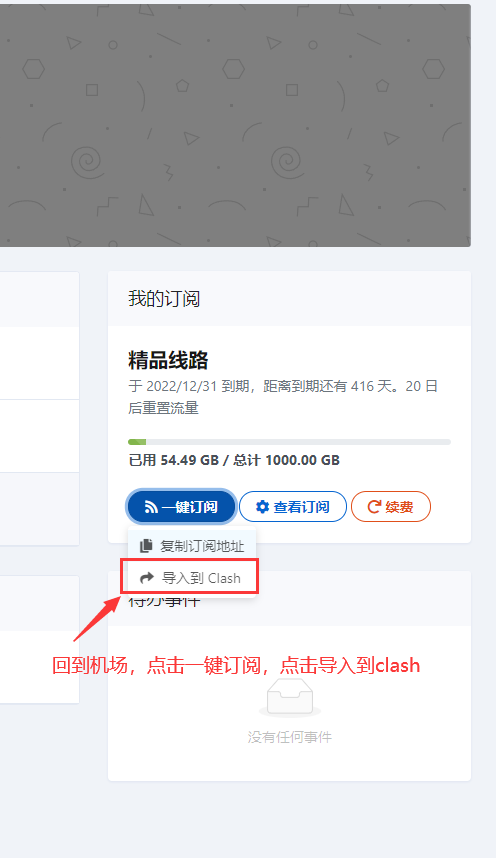 我的订阅
精品线路
于 2022/12/31 到期，距离到期还有 416 天。20 日
后重置流量
已用 54.49 GB / 总计 1000.00 GB
一键订阅 查看订阅 续费
复制订阅地址
导入到 Clash
待办事件
回到机场，点击一键订阅，点击导入到clash
没有任何事件